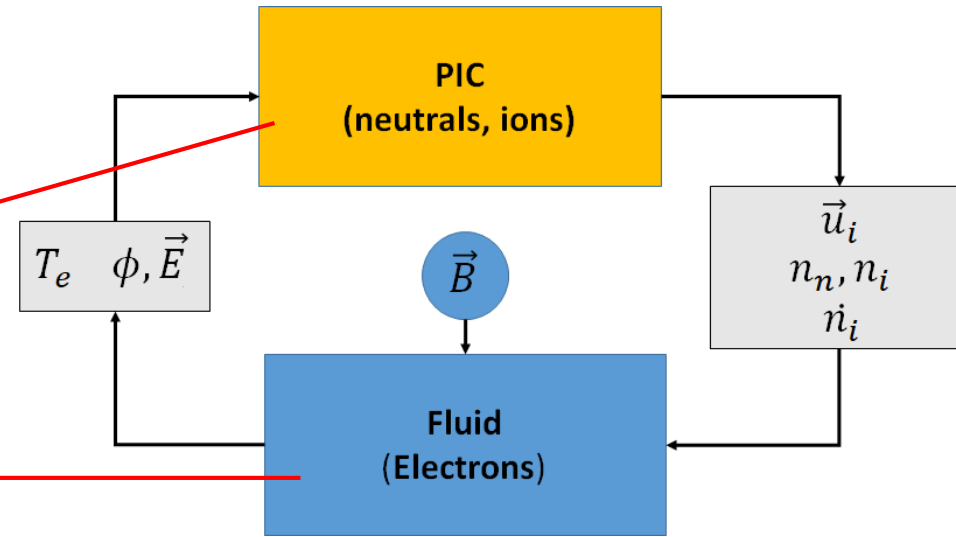 PIC
(neutrals, ions)
Tₑ ϕ, E⃗
B⃗
u⃗ᵢ
nₙ, nᵢ
ṅᵢ
Fluid
(Electrons)